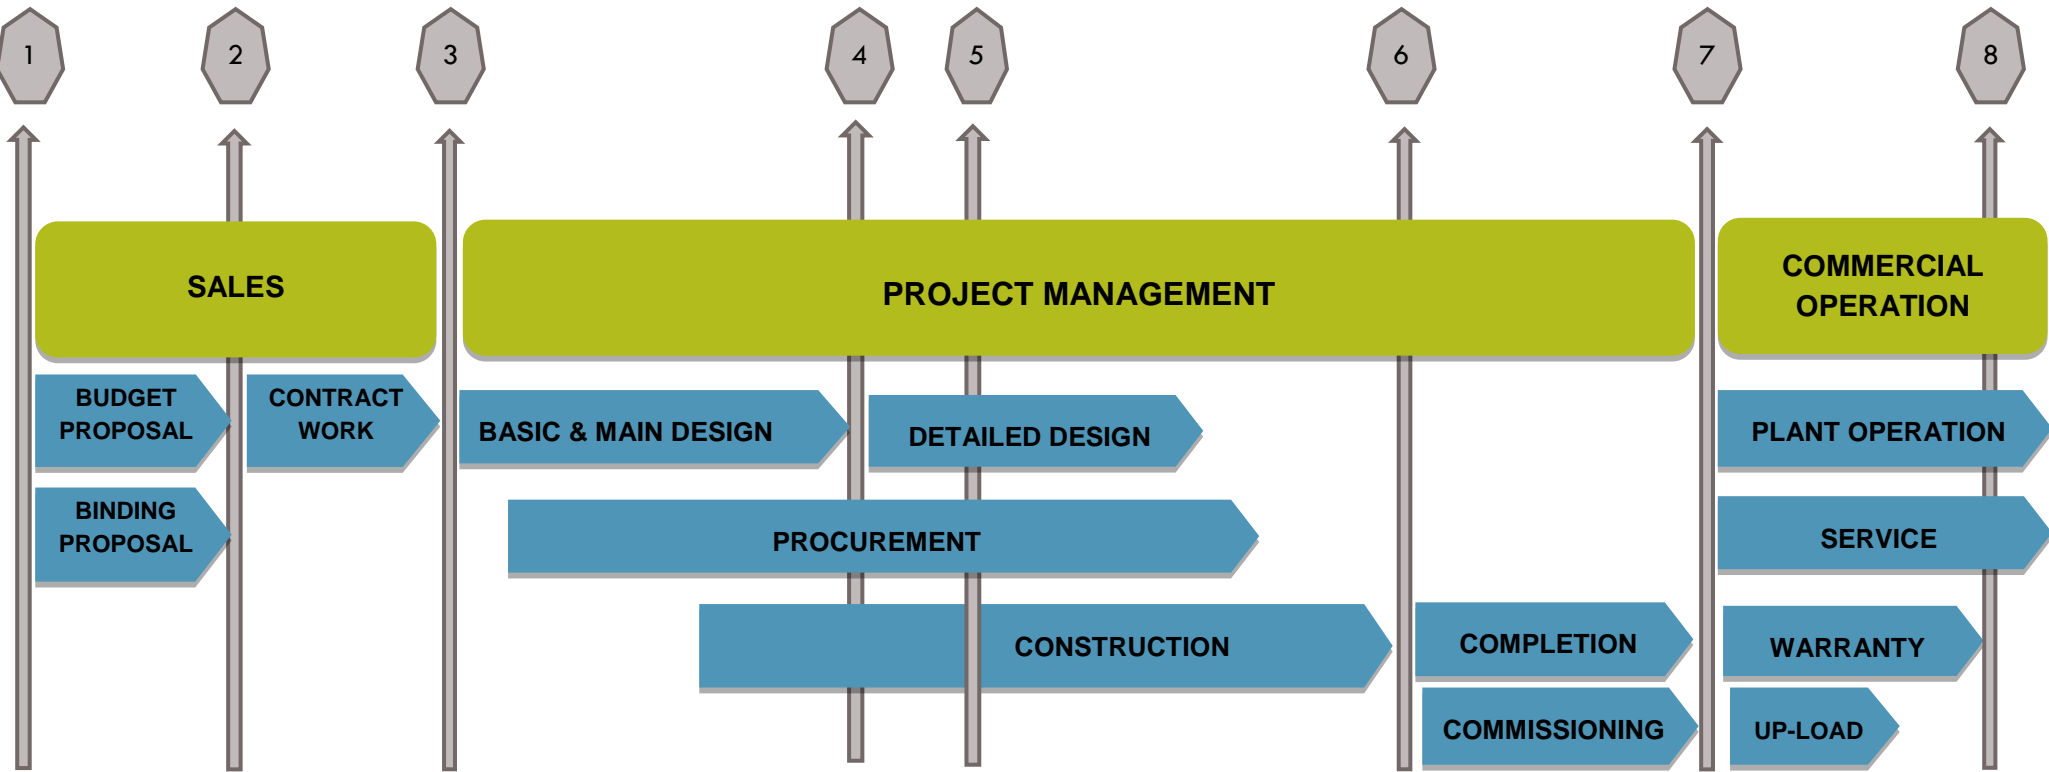 1 2 3 4 5 6 7 8
SALES
PROJECT MANAGEMENT
COMMERCIAL
OPERATION
BUDGET
PROPOSAL
CONTRACT
WORK
BASIC & MAIN DESIGN
DETAILED DESIGN
PLANT OPERATION
BINDING
PROPOSAL
PROCUREMENT
SERVICE
CONSTRUCTION
COMPLETION
WARRANTY
COMMISSIONING
UP-LOAD